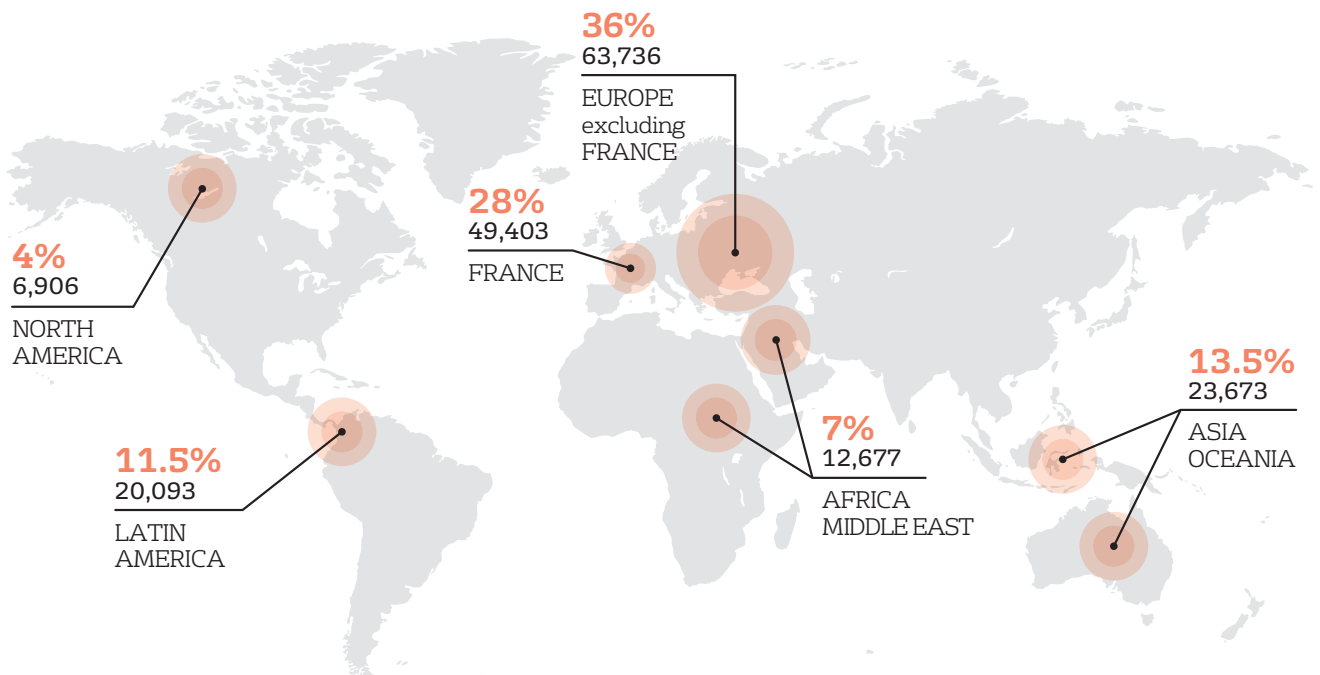 36%
63,736
EUROPE
excluding
FRANCE
28%
49,403
FRANCE
4%
6,906
NORTH
AMERICA
13.5%
23,673
ASIA
OCEANIA
7%
12,677
AFRICA
MIDDLE EAST
11.5%
20,093
LATIN
AMERICA